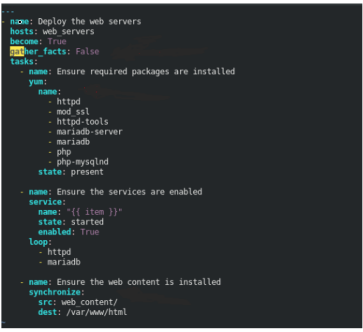 ---
- name: Deploy the web servers
  hosts: web_servers
  become: True
  gather_facts: False
  tasks:
    - name: Ensure required packages are installed
      yum:
        name:
          - httpd
          - mod_ssl
          - httpd-tools
          - mariadb-server
          - mariadb
          - php
          - php-mysqlnd
        state: present

    - name: Ensure the services are enabled
      service:
        name: "{{ item }}"
        state: started
        enabled: True
      loop:
        - httpd
        - mariadb

    - name: Ensure the web content is installed
      synchronize:
        src: web_content/
        dest: /var/www/html
~